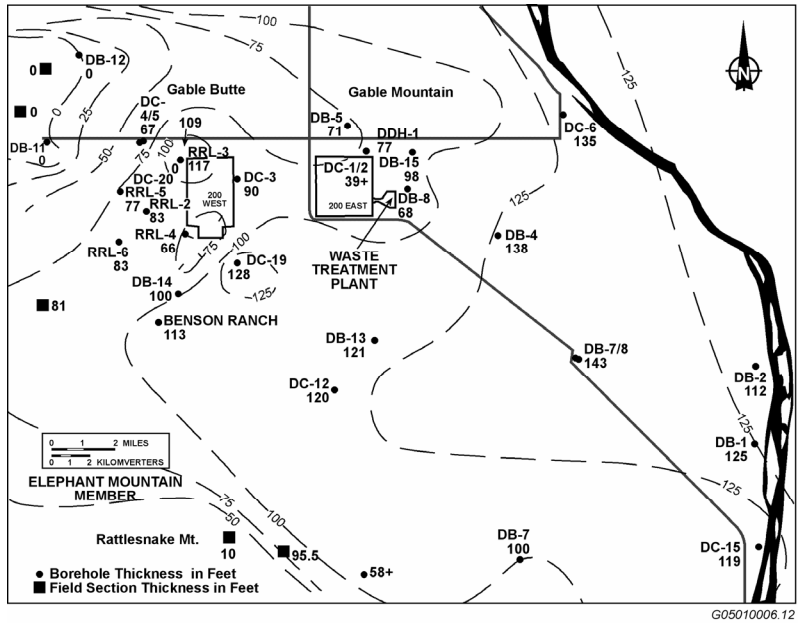 100
75
125
DB-12
0
0
Gable Butte
Gable Mountain
0
0
25
DC-
4/5
67
109
DB-5
71
DDH-1
77
DC-6
135
DB-11
0
50
75
100
RRL-3
117
DC-20
0
DC-3
90
DC-1/2
39+
DB-15
98
RRL-5
77
RRL-2
83
200
WEST
200 EAST
DB-8
68
125
RRL-4
66
75
100
DB-4
138
RRL-6
83
DC-19
128
125
WASTE
TREATMENT
PLANT
DB-14
100
81
BENSON RANCH
113
DB-13
121
DB-7/8
143
DC-12
120
DB-2
112
0 1 2 MILES
0 1 2 KILOMVERTERS
DB-1
125
125
ELEPHANT MOUNTAIN
MEMBER
125
75
50
100
Rattlesnake Mt.
10
95.5
DB-7
100
DC-15
119
58+
Borehole Thickness in Feet
Field Section Thickness in Feet
N
G05010006.12